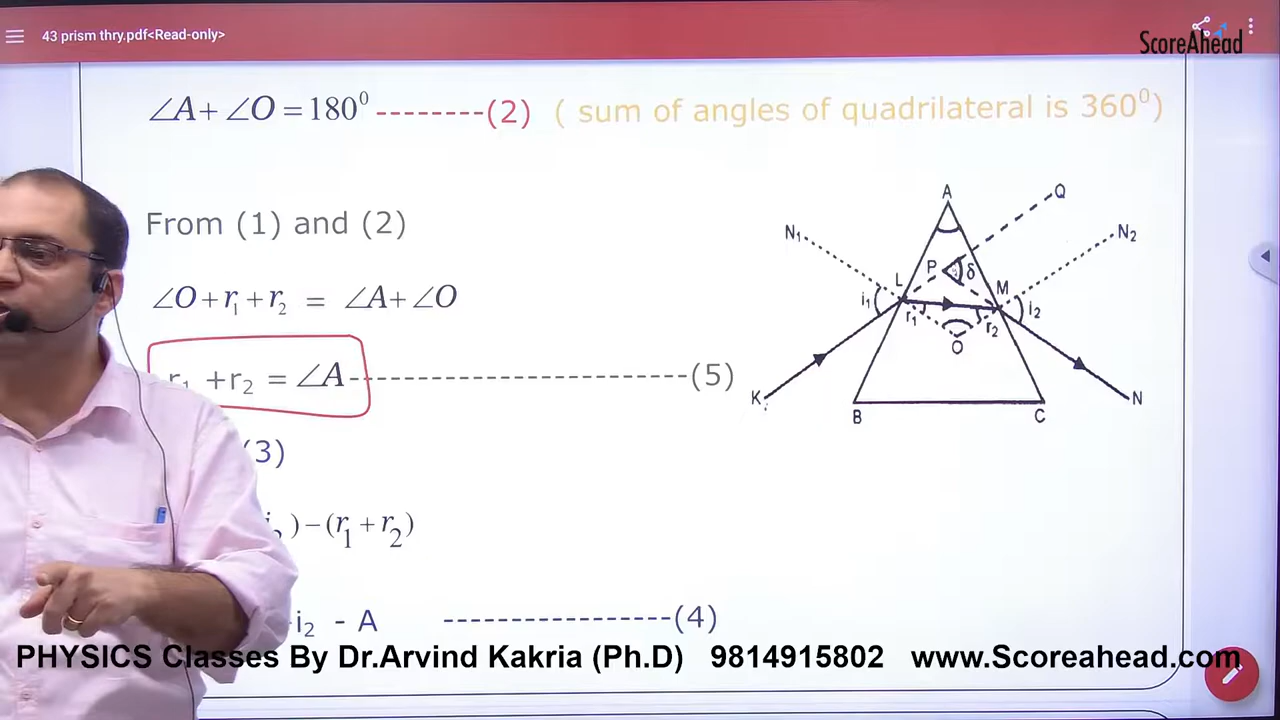 43 prism thry.pdf<Read-only>
ScoreAhead
∠A+ ∠O = 180⁰ --------(2) ( sum of angles of quadrilateral is 360⁰)
From (1) and (2)
∠O + r₁ + r₂ = ∠A + ∠O
r₁ + r₂ = ∠A -----------------------------(5)
(3)
) − (r₁ + r₂)
i₂ - A ------------------(4)
A
Q
N₁
N₂
P
δ
L
M
i₁
r₁
r₂
i₂
O
K
N
B
C
PHYSICS Classes By Dr.Arvind Kakria (Ph.D) 9814915802 www.Scoreahead.com